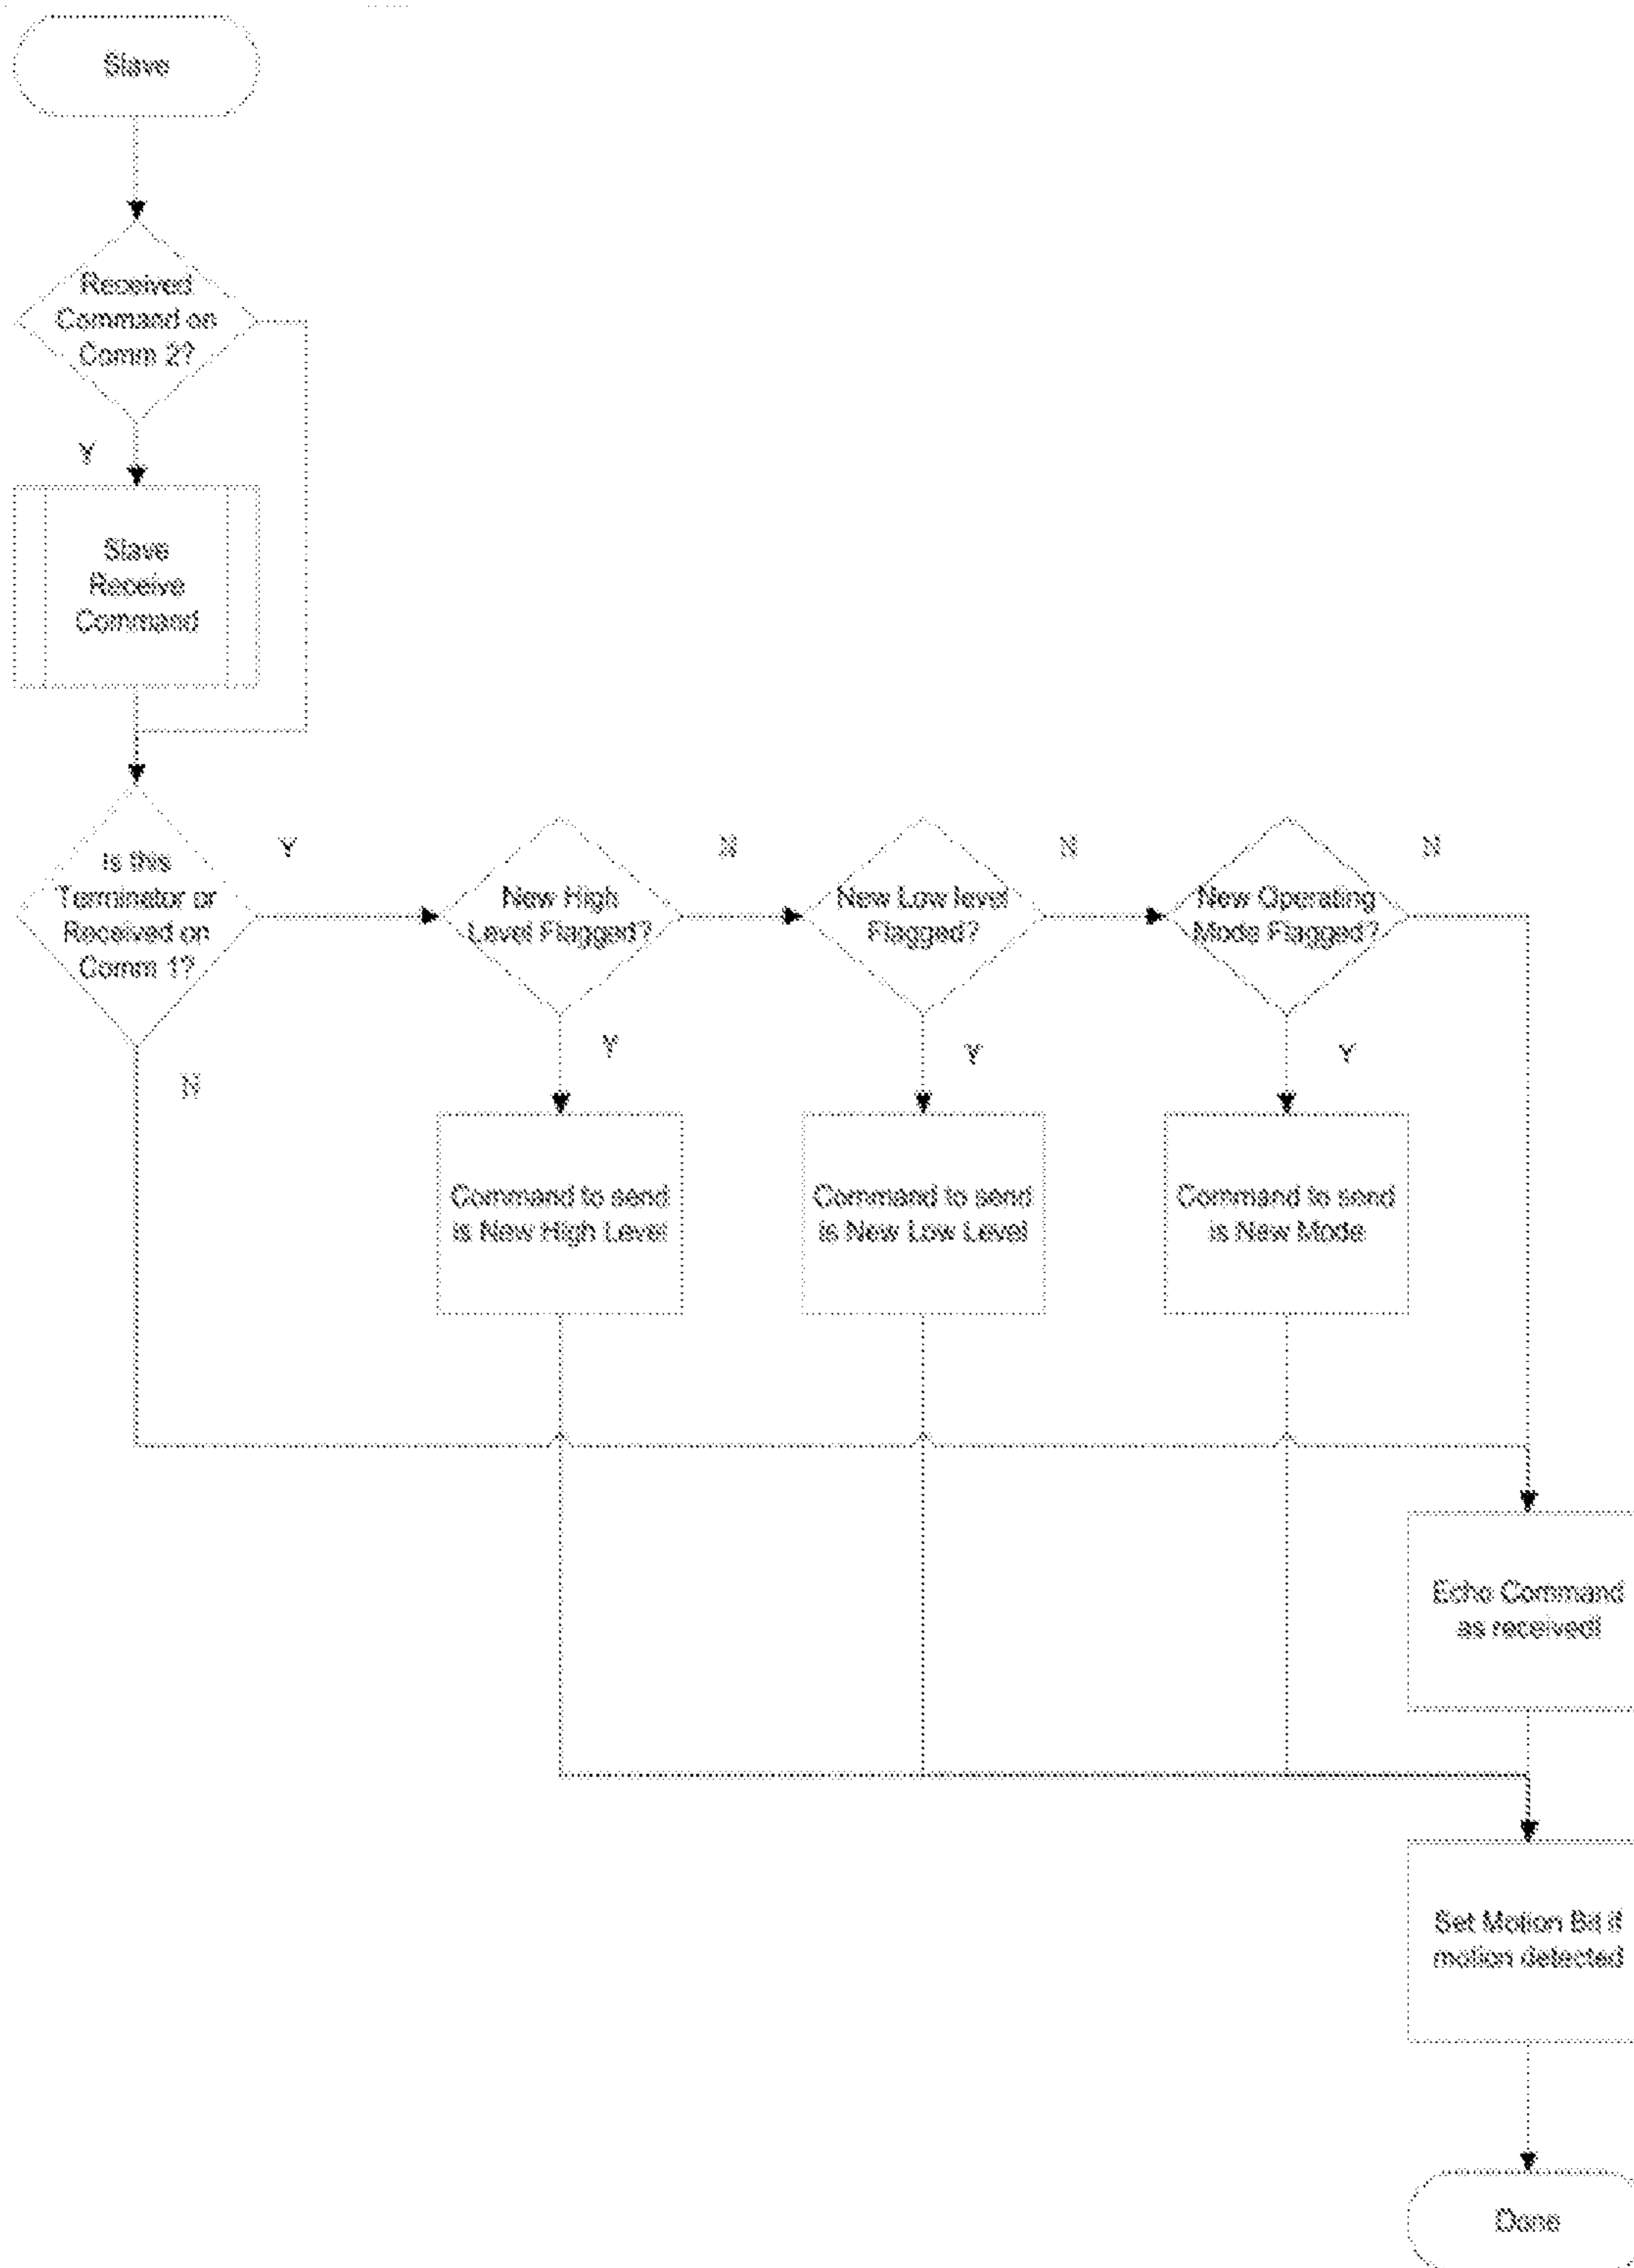 Slave
Received
Command on
Comm 2?
Y
Slave
Receive
Command
Is this
Terminator or
Received on
Comm 1?
Y
N
New High
Level Flagged?
N
Y
New Low level
Flagged?
N
Y
New Operating
Mode Flagged?
N
Y
Command to send
is New High Level
Command to send
is New Low Level
Command to send
is New Mode
Echo Command
as received!
Set Motion Bit if
motion detected
Done